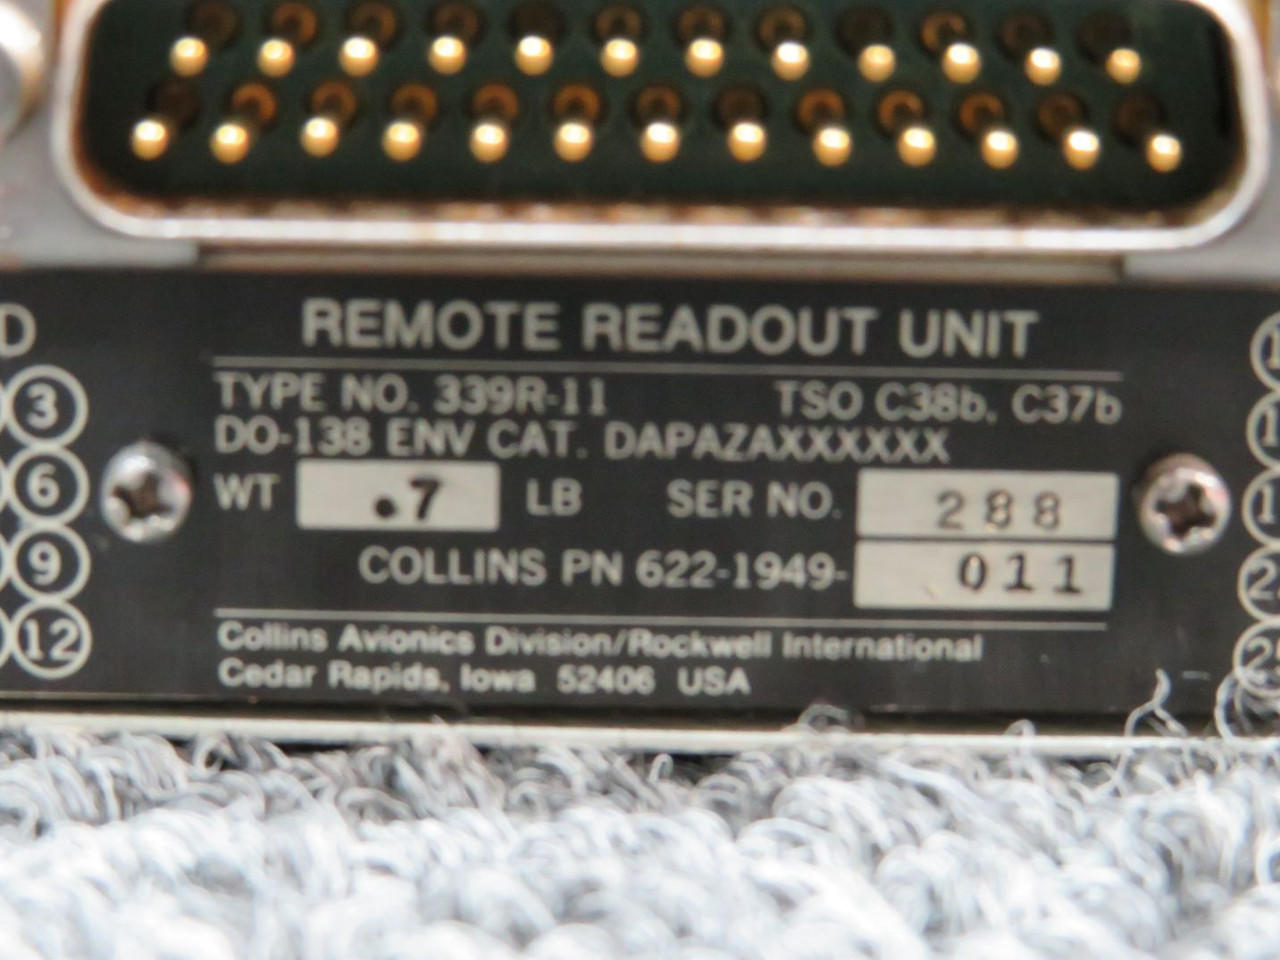 REMOTE READOUT UNIT
TYPE NO. 339R-11 TSO C38b, C37b
DO-138 ENV CAT. DAPAZAXXXXXX
WT .7 LB SER NO. 288
COLLINS PN 622-1949- 011
Collins Avionics Division/Rockwell International
Cedar Rapids, Iowa 52406 USA
D
3
6
9
12